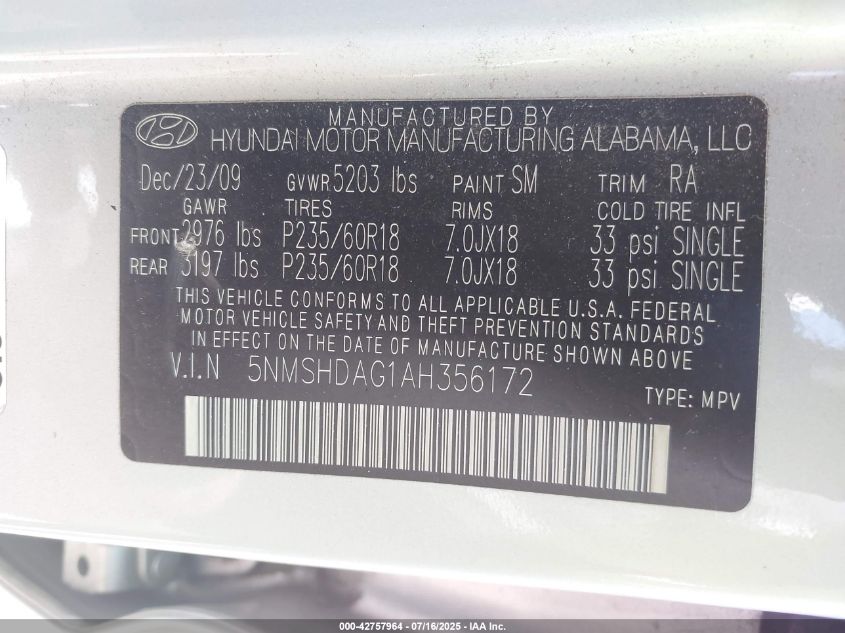 MANUFACTURED BY
HYUNDAI MOTOR MANUFACTURING ALABAMA, LLC
Dec/23/09 GVWR 5203 lbs PAINT SM TRIM RA
GAWR TIRES RIMS COLD TIRE INFL
FRONT 2976 lbs P235/60R18 7.0JX18 33 psi SINGLE
REAR 3197 lbs P235/60R18 7.0JX18 33 psi SINGLE
THIS VEHICLE CONFORMS TO ALL APPLICABLE U.S.A. FEDERAL
MOTOR VEHICLE SAFETY AND THEFT PREVENTION STANDARDS
IN EFFECT ON THE DATE OF MANUFACTURE SHOWN ABOVE
V.I.N 5NMSHDAG1AH356172
TYPE: MPV
000-42757964 - 07/16/2025 - IAA Inc.